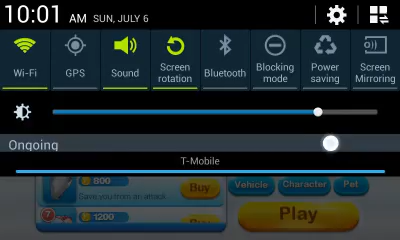 10:01 AM SUN, JULY 6
Wi-Fi
GPS
Sound
Screen rotation
Bluetooth
Blocking mode
Power saving
Screen Mirroring
Ongoing
T-Mobile
800
Buy
Vehicle
Character
Pet
1200
Play